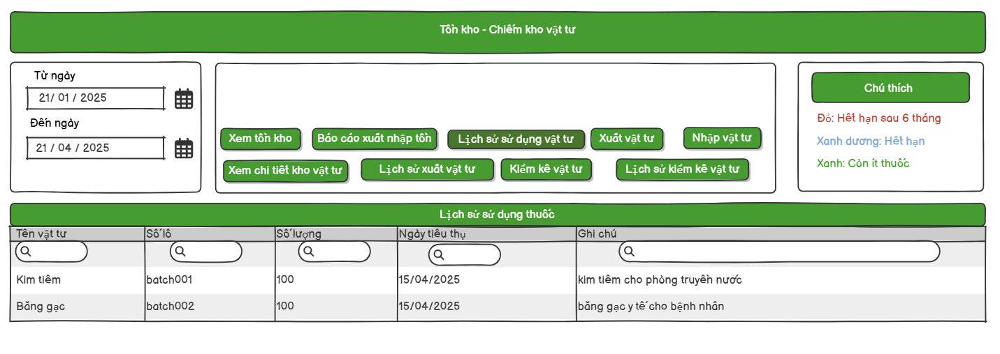 Tồn kho - Chiếm kho vật tư
Từ ngày
21/ 01 / 2025
Đến ngày
21 / 04 / 2025
Xem tồn kho
Báo cáo xuất nhập tồn
Lịch sử sử dụng vật tư
Xuất vật tư
Nhập vật tư
Xem chi tiết kho vật tư
Lịch sử xuất vật tư
Kiểm kê vật tư
Lịch sử kiểm kê vật tư
Chú thích
Đỏ: Hết hạn sau 6 tháng
Xanh dương: Hết hạn
Xanh: Còn ít thuốc
Lịch sử sử dụng thuốc
Tên vật tư Số lô Số lượng Ngày tiêu thụ Ghi chú
Kim tiêm batch001 100 15/04/2025 kim tiêm cho phòng truyền nước
Băng gạc batch002 100 15/04/2025 băng gạc y tế cho bệnh nhân